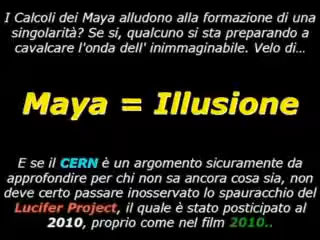 I Calcoli dei Maya alludono alla formazione di una
singolarità? Se si, qualcuno si sta preparando a
cavalcare l'onda dell' inimmaginabile. Velo di...
Maya = Illusione
E se il CERN è un argomento sicuramente da
approfondire per chi non sa ancora cosa sia, non
deve certo passare inosservato lo spauracchio del
Lucifer Project, il quale è stato posticipato al
2010, proprio come nel film 2010..